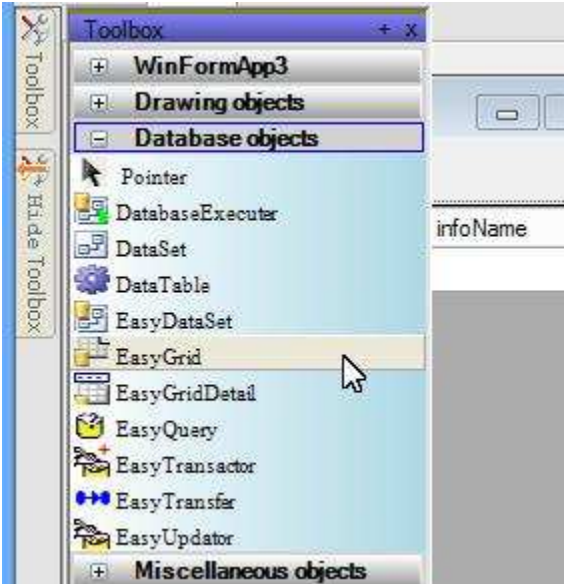 Toolbox
Hide Toolbox
Toolbox + x
WinFormApp3
Drawing objects
Database objects
Pointer
DatabaseExecuter
DataSet
DataTable
EasyDataSet
EasyGrid
EasyGridDetail
EasyQuery
EasyTransactor
EasyTransfer
EasyUpdator
Miscellaneous objects
infoName